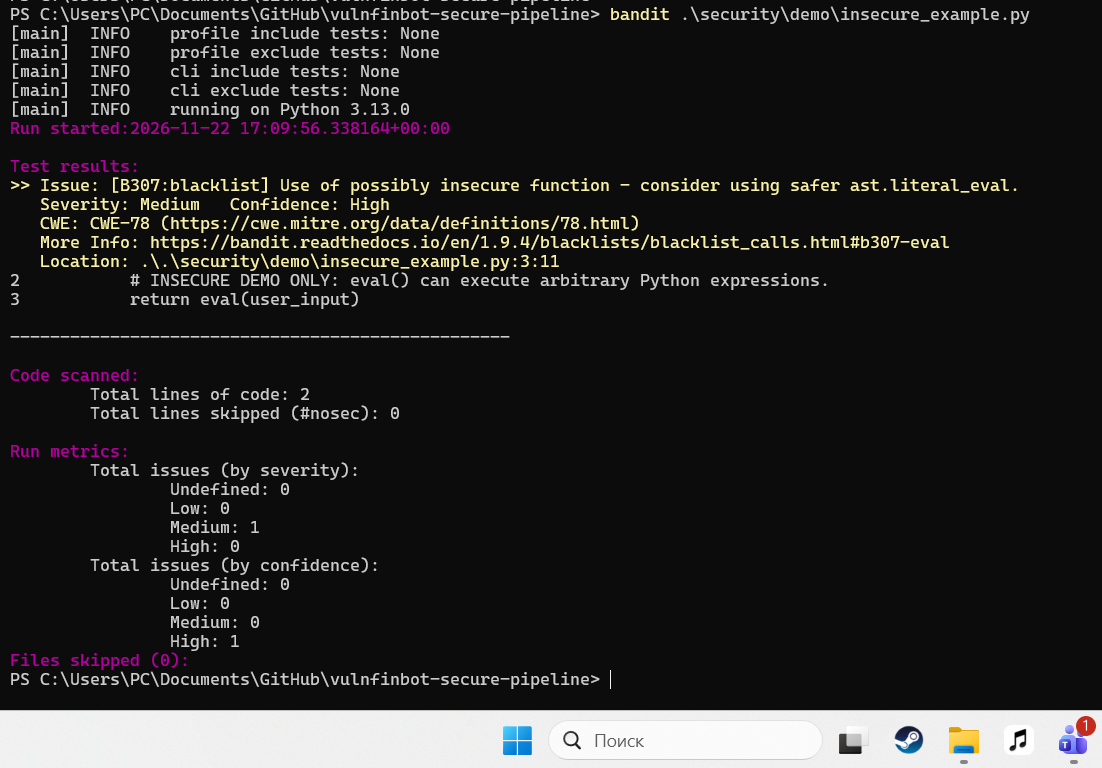 PS C:\Users\PC\Documents\GitHub\vulnfinbot-secure-pipeline> bandit .\security\demo\insecure_example.py
[main]  INFO    profile include tests: None
[main]  INFO    profile exclude tests: None
[main]  INFO    cli include tests: None
[main]  INFO    cli exclude tests: None
[main]  INFO    running on Python 3.13.0
Run started:2026-11-22 17:09:56.338164+00:00
Test results:
>> Issue: [B307:blacklist] Use of possibly insecure function - consider using safer ast.literal_eval.
   Severity: Medium   Confidence: High
   CWE: CWE-78 (https://cwe.mitre.org/data/definitions/78.html)
   More Info: https://bandit.readthedocs.io/en/1.9.4/blacklists/blacklist_calls.html#b307-eval
   Location: .\.\security\demo\insecure_example.py:3:11
2           # INSECURE DEMO ONLY: eval() can execute arbitrary Python expressions.
3           return eval(user_input)
--------------------------------------------------
Code scanned:
        Total lines of code: 2
        Total lines skipped (#nosec): 0
Run metrics:
        Total issues (by severity):
                Undefined: 0
                Low: 0
                Medium: 1
                High: 0
        Total issues (by confidence):
                Undefined: 0
                Low: 0
                Medium: 0
                High: 1
Files skipped (0):
PS C:\Users\PC\Documents\GitHub\vulnfinbot-secure-pipeline>
Поиск
T
1